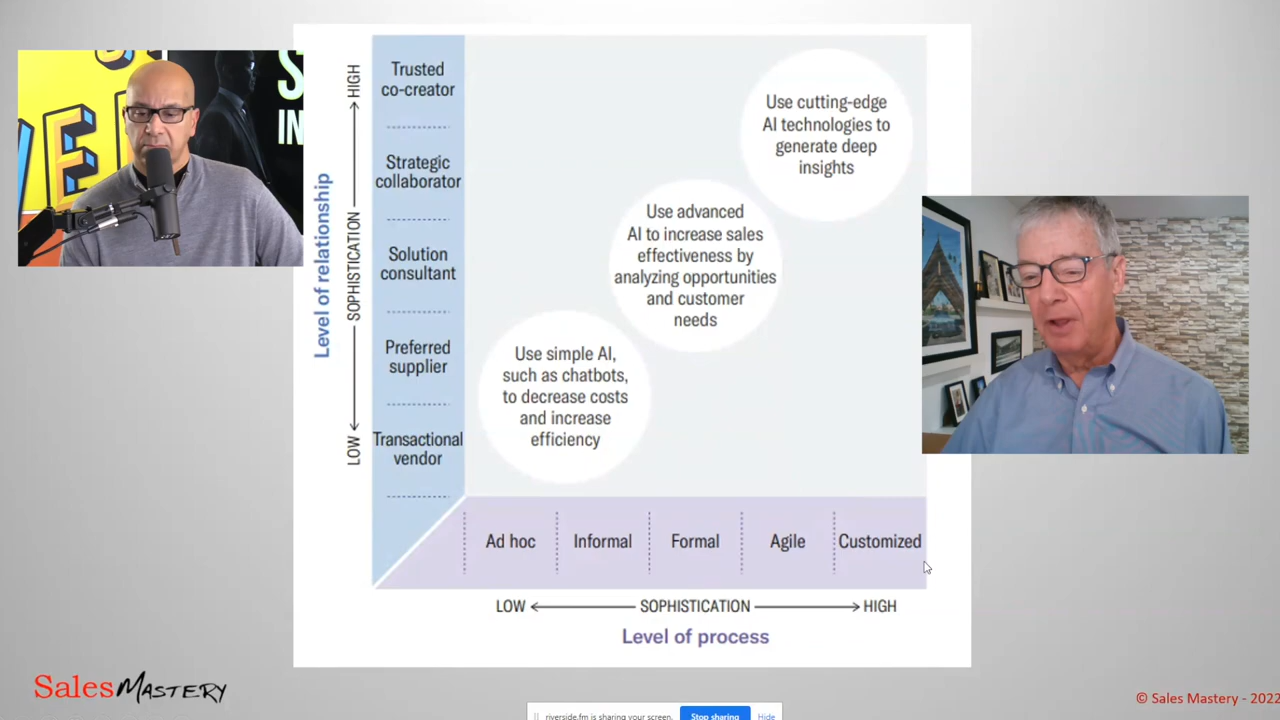 HIGH
SOPHISTICATION
LOW
Level of relationship
Trusted
co-creator
Strategic
collaborator
Solution
consultant
Preferred
supplier
Transactional
vendor
Use cutting-edge
AI technologies to
generate deep
insights
Use advanced
AI to increase sales
effectiveness by
analyzing opportunities
and customer
needs
Use simple AI,
such as chatbots,
to decrease costs
and increase
efficiency
Ad hoc
Informal
Formal
Agile
Customized
LOW
SOPHISTICATION
HIGH
Level of process
S
IN
Sales MASTERY
© Sales Mastery - 2022
riverside.fm is sharing your screen.
Stop sharing
Hide